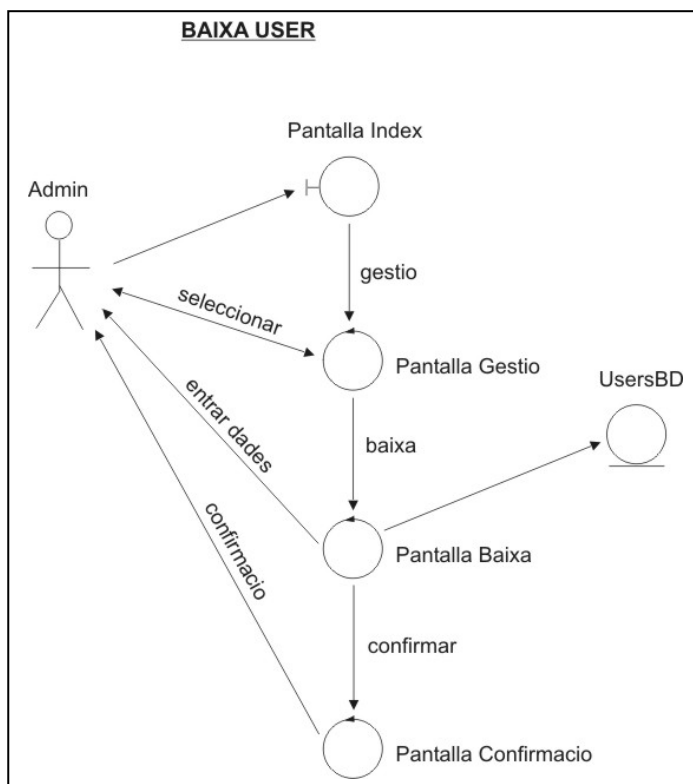 BAIXA USER
Pantalla Index
Admin
gestio
seleccionar
Pantalla Gestio
UsersBD
entrar dades
baixa
confirmacio
Pantalla Baixa
confirmar
Pantalla Confirmacio